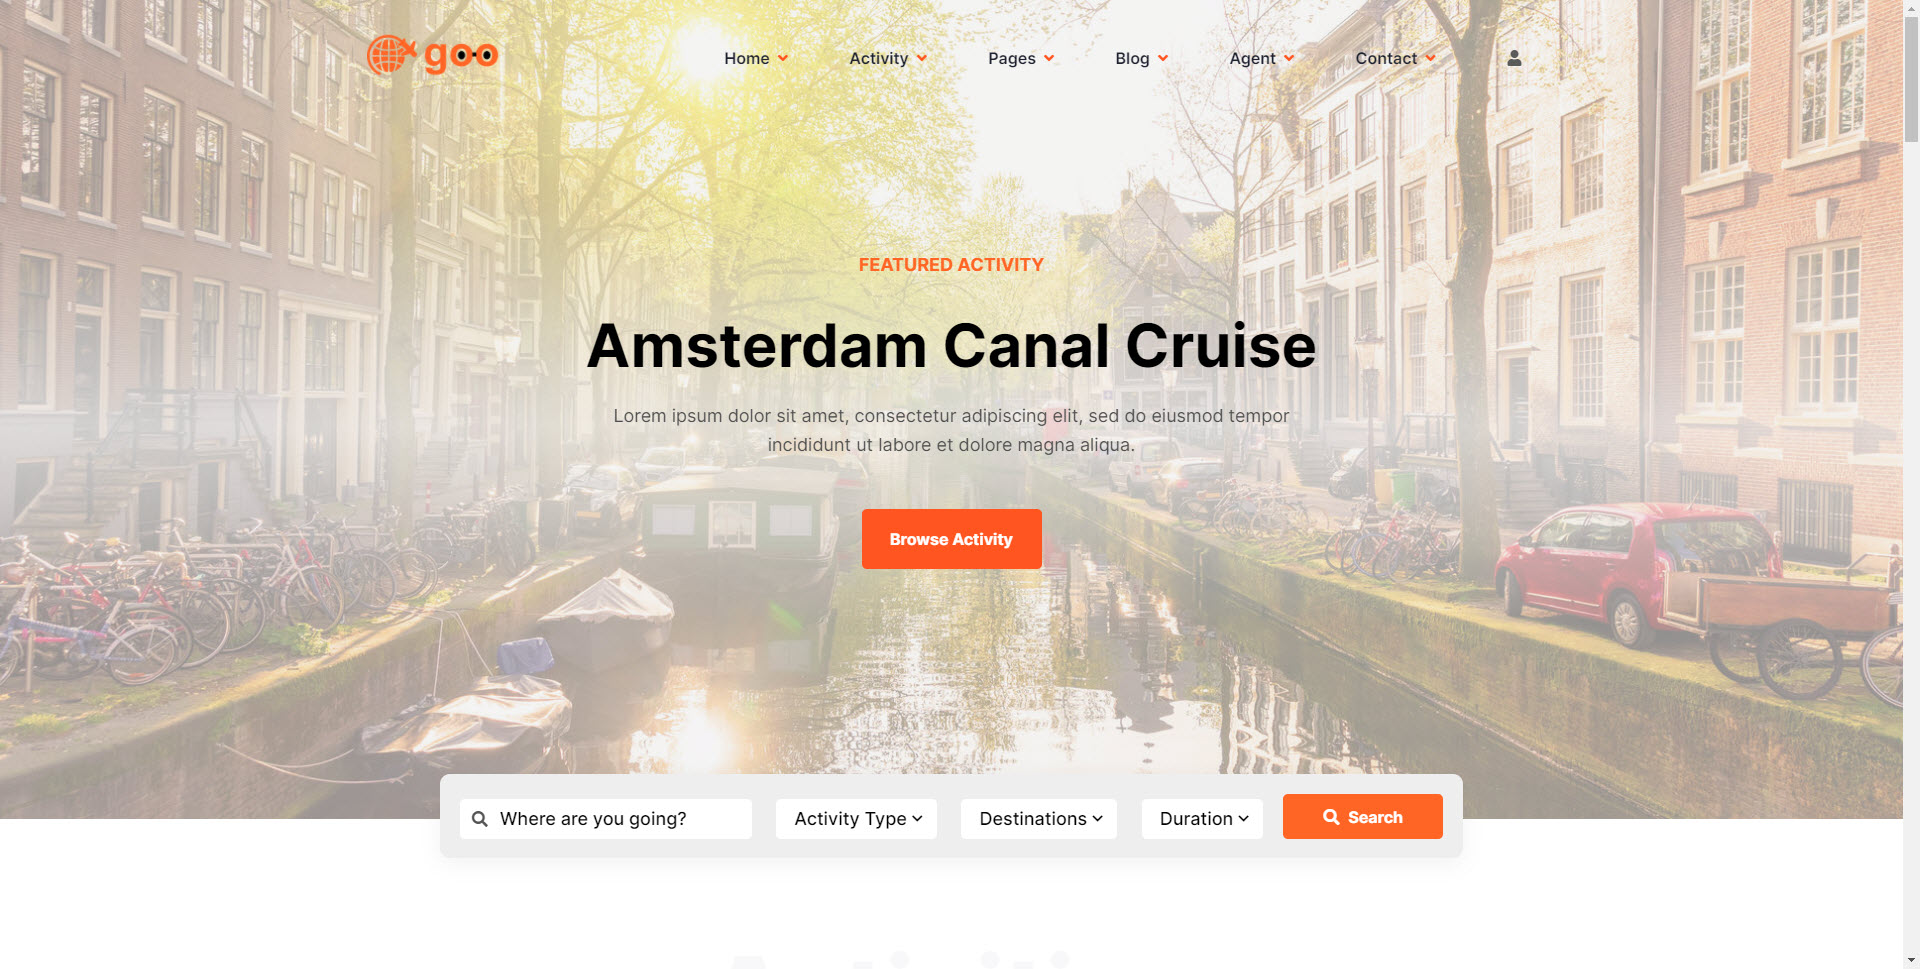 goo
Home
Activity
Pages
Blog
Agent
Contact
FEATURED ACTIVITY
Amsterdam Canal Cruise
Lorem ipsum dolor sit amet, consectetur adipiscing elit, sed do eiusmod tempor
incididunt ut labore et dolore magna aliqua.
Browse Activity
Where are you going?
Activity Type
Destinations
Duration
Search